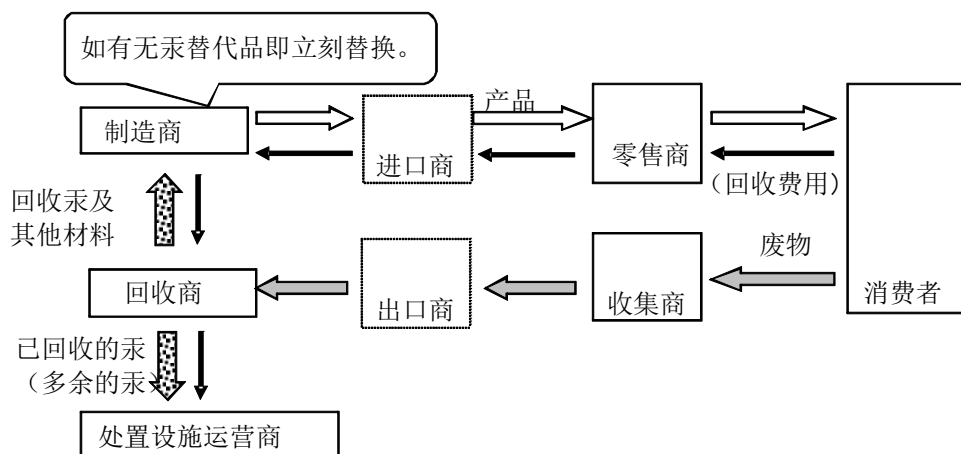 如有无汞替代品即立刻替换。
产品
制造商
进口商
零售商
（回收费用）
回收汞及
其他材料
废物
回收商
出口商
收集商
消费者
已回收的汞
（多余的汞）
处置设施运营商